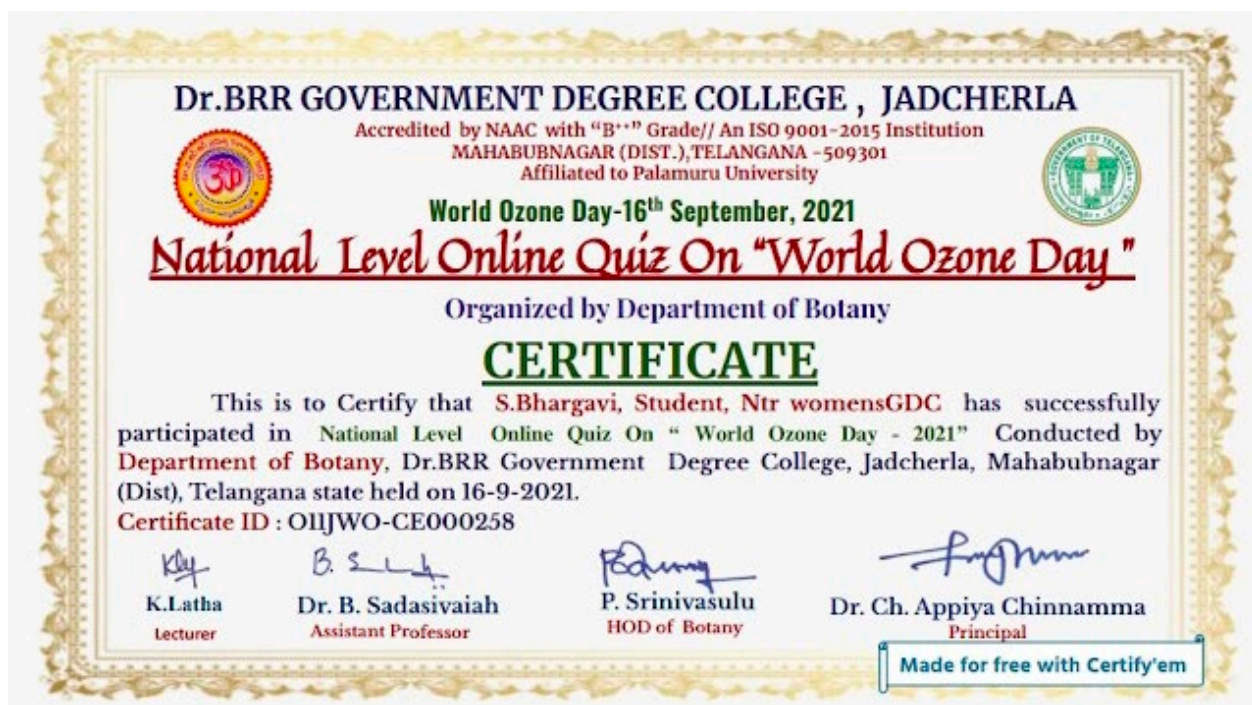 Dr.BRR GOVERNMENT DEGREE COLLEGE , JADCHERLA
Accredited by NAAC with “B++” Grade// An ISO 9001-2015 Institution
MAHABUBNAGAR (DIST.),TELANGANA -509301
Affiliated to Palamuru University
World Ozone Day-16th September, 2021
National Level Online Quiz On “World Ozone Day ”
Organized by Department of Botany
CERTIFICATE
This is to Certify that S.Bhargavi, Student, Ntr womensGDC has successfully
participated in National Level Online Quiz On “ World Ozone Day - 2021” Conducted by
Department of Botany, Dr.BRR Government Degree College, Jadcherla, Mahabubnagar
(Dist), Telangana state held on 16-9-2021.
Certificate ID : O11JWO-CE000258
K.Latha
Lecturer
Dr. B. Sadasivaiah
Assistant Professor
P. Srinivasulu
HOD of Botany
Dr. Ch. Appiya Chinnamma
Principal
Made for free with Certify'em